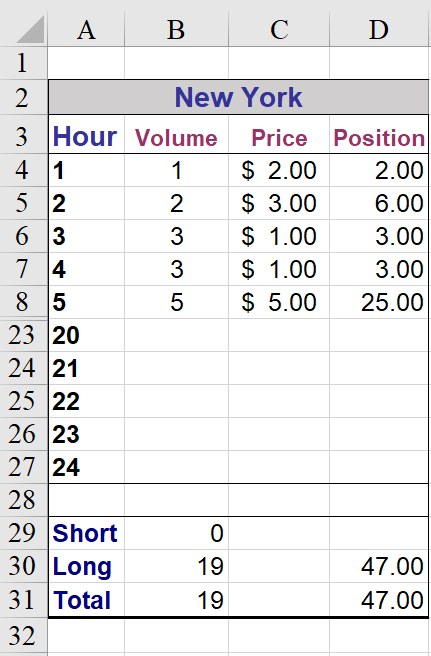 A B C D
1
2 New York
3 Hour Volume Price Position
4 1 1 $ 2.00 2.00
5 2 2 $ 3.00 6.00
6 3 3 $ 1.00 3.00
7 4 3 $ 1.00 3.00
8 5 5 $ 5.00 25.00
23 20
24 21
25 22
26 23
27 24
28
29 Short 0
30 Long 19 47.00
31 Total 19 47.00
32